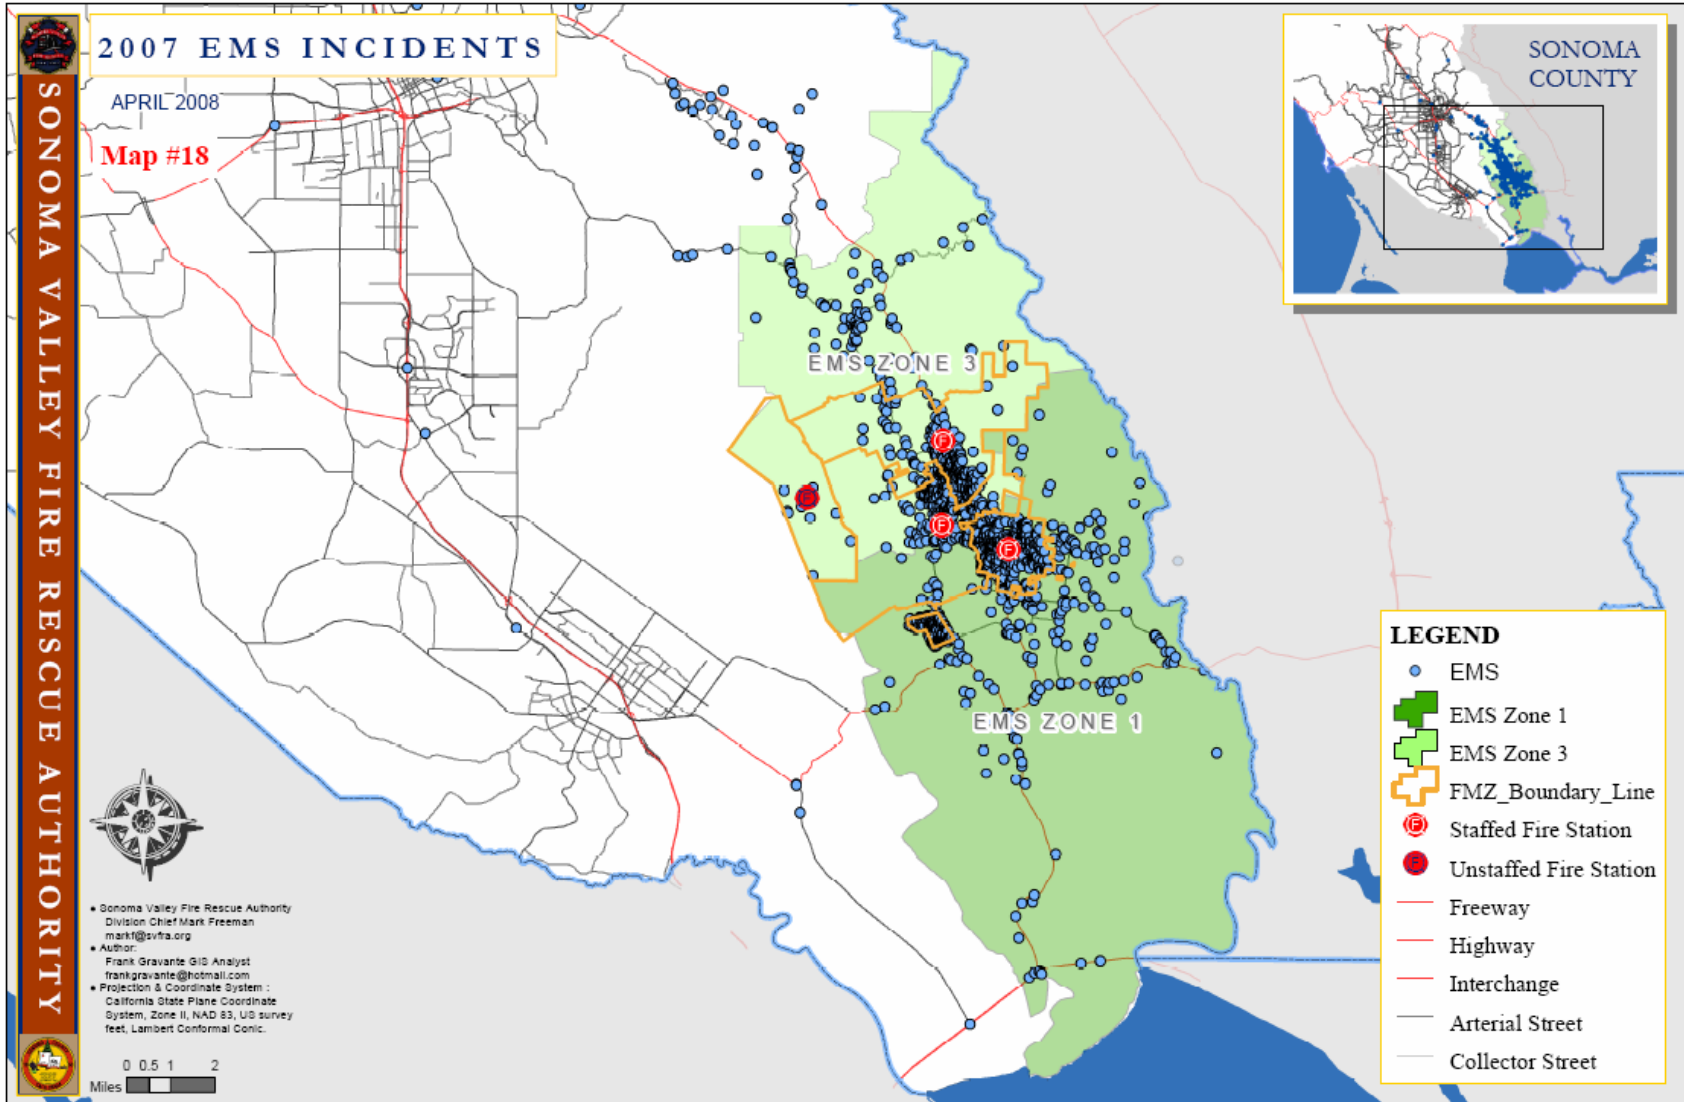 2007 EMS INCIDENTS
APRIL 2008
Map #18
SONOMA VALLEY FIRE RESCUE AUTHORITY
SONOMA
COUNTY
EMS ZONE 3
EMS ZONE 1
LEGEND
EMS
EMS Zone 1
EMS Zone 3
FMZ_Boundary_Line
Staffed Fire Station
Unstaffed Fire Station
Freeway
Highway
Interchange
Arterial Street
Collector Street
• Sonoma Valley Fire Rescue Authority
Division Chief Mark Freeman
markf@svfra.org
• Author:
Frank Gravante GIS Analyst
frankgravante@hotmail.com
• Projection & Coordinate System :
California State Plane Coordinate
System, Zone II, NAD 83, US survey
feet, Lambert Conformal Conic.
0 0.5 1 2
Miles